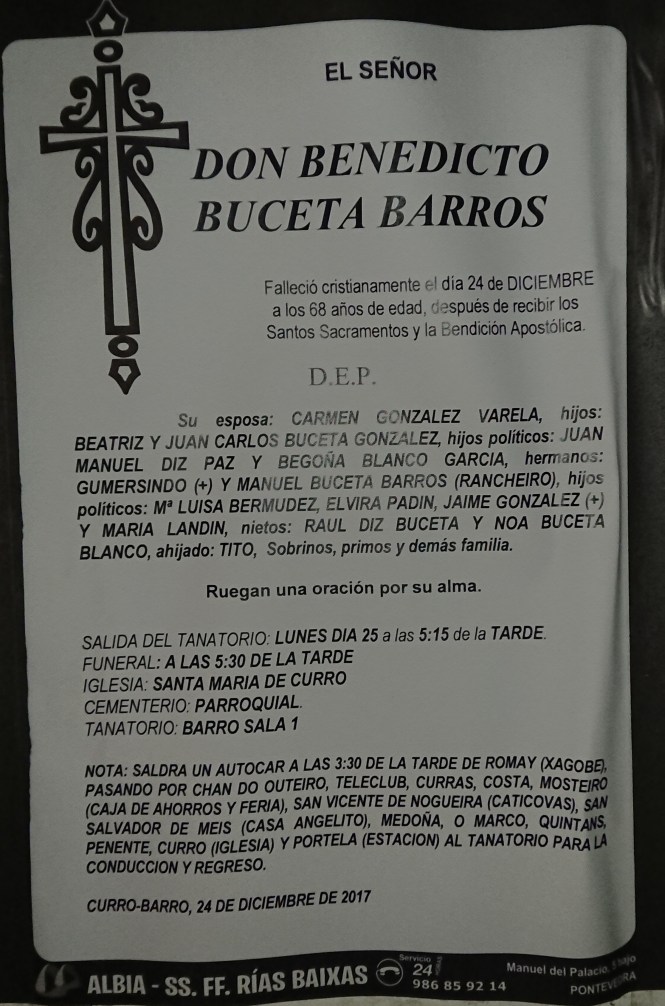 EL SEÑOR
DON BENEDICTO
BUCETA BARROS
Falleció cristianamente el día 24 de DICIEMBRE
a los 68 años de edad, después de recibir los
Santos Sacramentos y la Bendición Apostólica.
D.E.P.
Su esposa: CARMEN GONZALEZ VARELA, hijos:
BEATRIZ Y JUAN CARLOS BUCETA GONZALEZ, hijos políticos: JUAN
MANUEL DIZ PAZ Y BEGOÑA BLANCO GARCIA, hermanos:
GUMERSINDO (+) Y MANUEL BUCETA BARROS (RANCHEIRO), hijos
políticos: Mª LUISA BERMUDEZ, ELVIRA PADIN, JAIME GONZALEZ (+)
Y MARIA LANDIN, nietos: RAUL DIZ BUCETA Y NOA BUCETA
BLANCO, ahijado: TITO, Sobrinos, primos y demás familia.
Ruegan una oración por su alma.
SALIDA DEL TANATORIO: LUNES DIA 25 a las 5:15 de la TARDE.
FUNERAL: A LAS 5:30 DE LA TARDE
IGLESIA: SANTA MARIA DE CURRO
CEMENTERIO: PARROQUIAL.
TANATORIO: BARRO SALA 1
NOTA: SALDRA UN AUTOCAR A LAS 3:30 DE LA TARDE DE ROMAY (XAGOBE),
PASANDO POR CHAN DO OUTEIRO, TELECLUB, CURRAS, COSTA, MOSTEIRO
(CAJA DE AHORROS Y FERIA), SAN VICENTE DE NOGUEIRA (CATICOVAS), SAN
SALVADOR DE MEIS (CASA ANGELITO), MEDOÑA, O MARCO, QUINTANS,
PENENTE, CURRO (IGLESIA) Y PORTELA (ESTACION) AL TANATORIO PARA LA
CONDUCCION Y REGRESO.
CURRO-BARRO, 24 DE DICIEMBRE DE 2017
ALBIA - SS. FF. RÍAS BAIXAS
Servicio
24
986 85 92 14
Manuel del Palacio, bajo
PONTEVEDRA